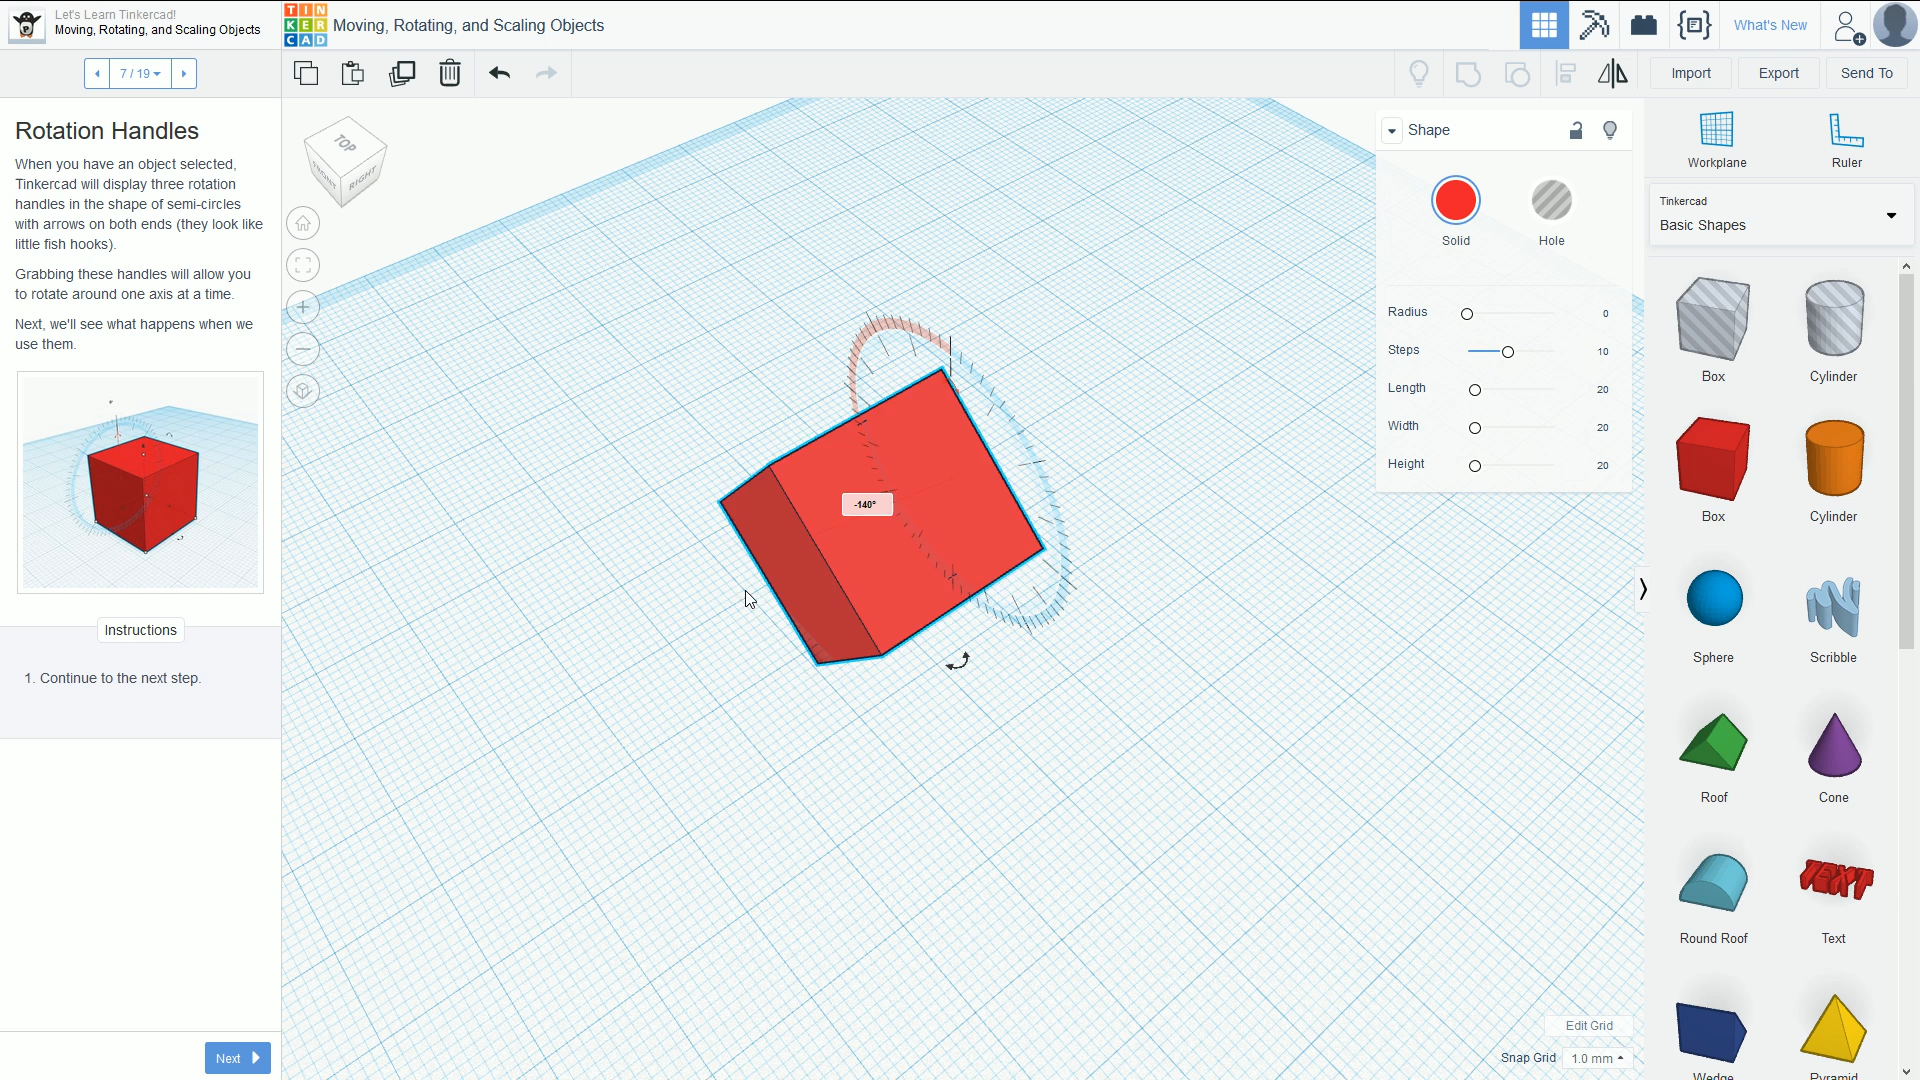 Let's Learn Tinkercad!
Moving, Rotating, and Scaling Objects
TIN
KER
CAD
Moving, Rotating, and Scaling Objects
What's New
7 / 19
Import
Export
Send To
Rotation Handles
When you have an object selected,
Tinkercad will display three rotation
handles in the shape of semi-circles
with arrows on both ends (they look like
little fish hooks).
Grabbing these handles will allow you
to rotate around one axis at a time.
Next, we'll see what happens when we
use them.
Instructions
1. Continue to the next step.
Next
TOP
FRONT
RIGHT
-140°
Shape
Solid
Hole
Radius
0
Steps
10
Length
20
Width
20
Height
20
Edit Grid
Snap Grid
1.0 mm
Workplane
Ruler
Tinkercad
Basic Shapes
Box
Cylinder
Box
Cylinder
Sphere
Scribble
Roof
Cone
Round Roof
TEXT
Text
Wedge
Pyramid